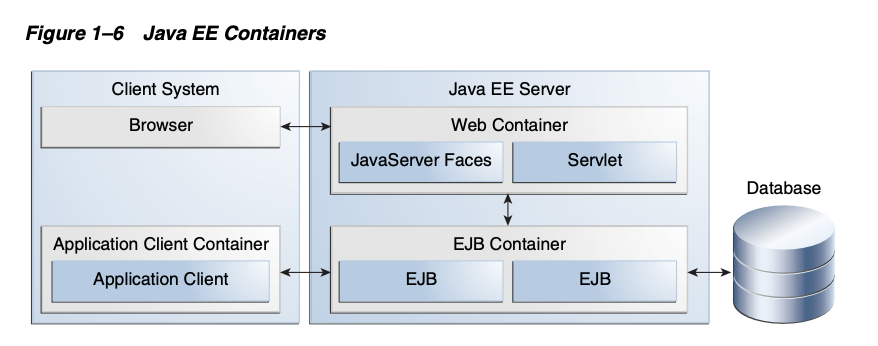 Figure 1–6 Java EE Containers
Client System
Browser
Application Client Container
Application Client
Java EE Server
Web Container
JavaServer Faces
Servlet
EJB Container
EJB
EJB
Database